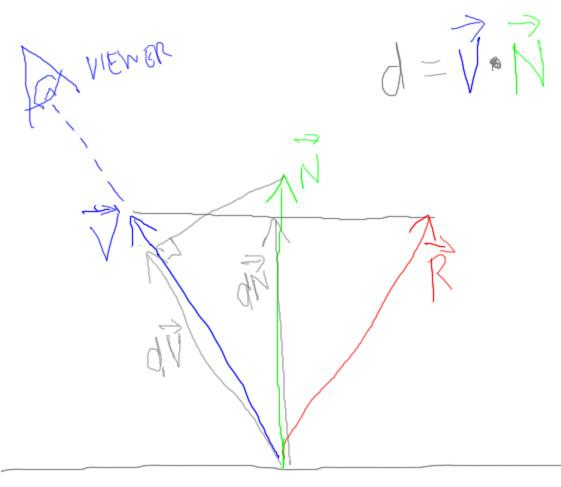 VIEWER
d = V⃗ • N⃗
N⃗
V⃗
dN⃗
R⃗
dV⃗